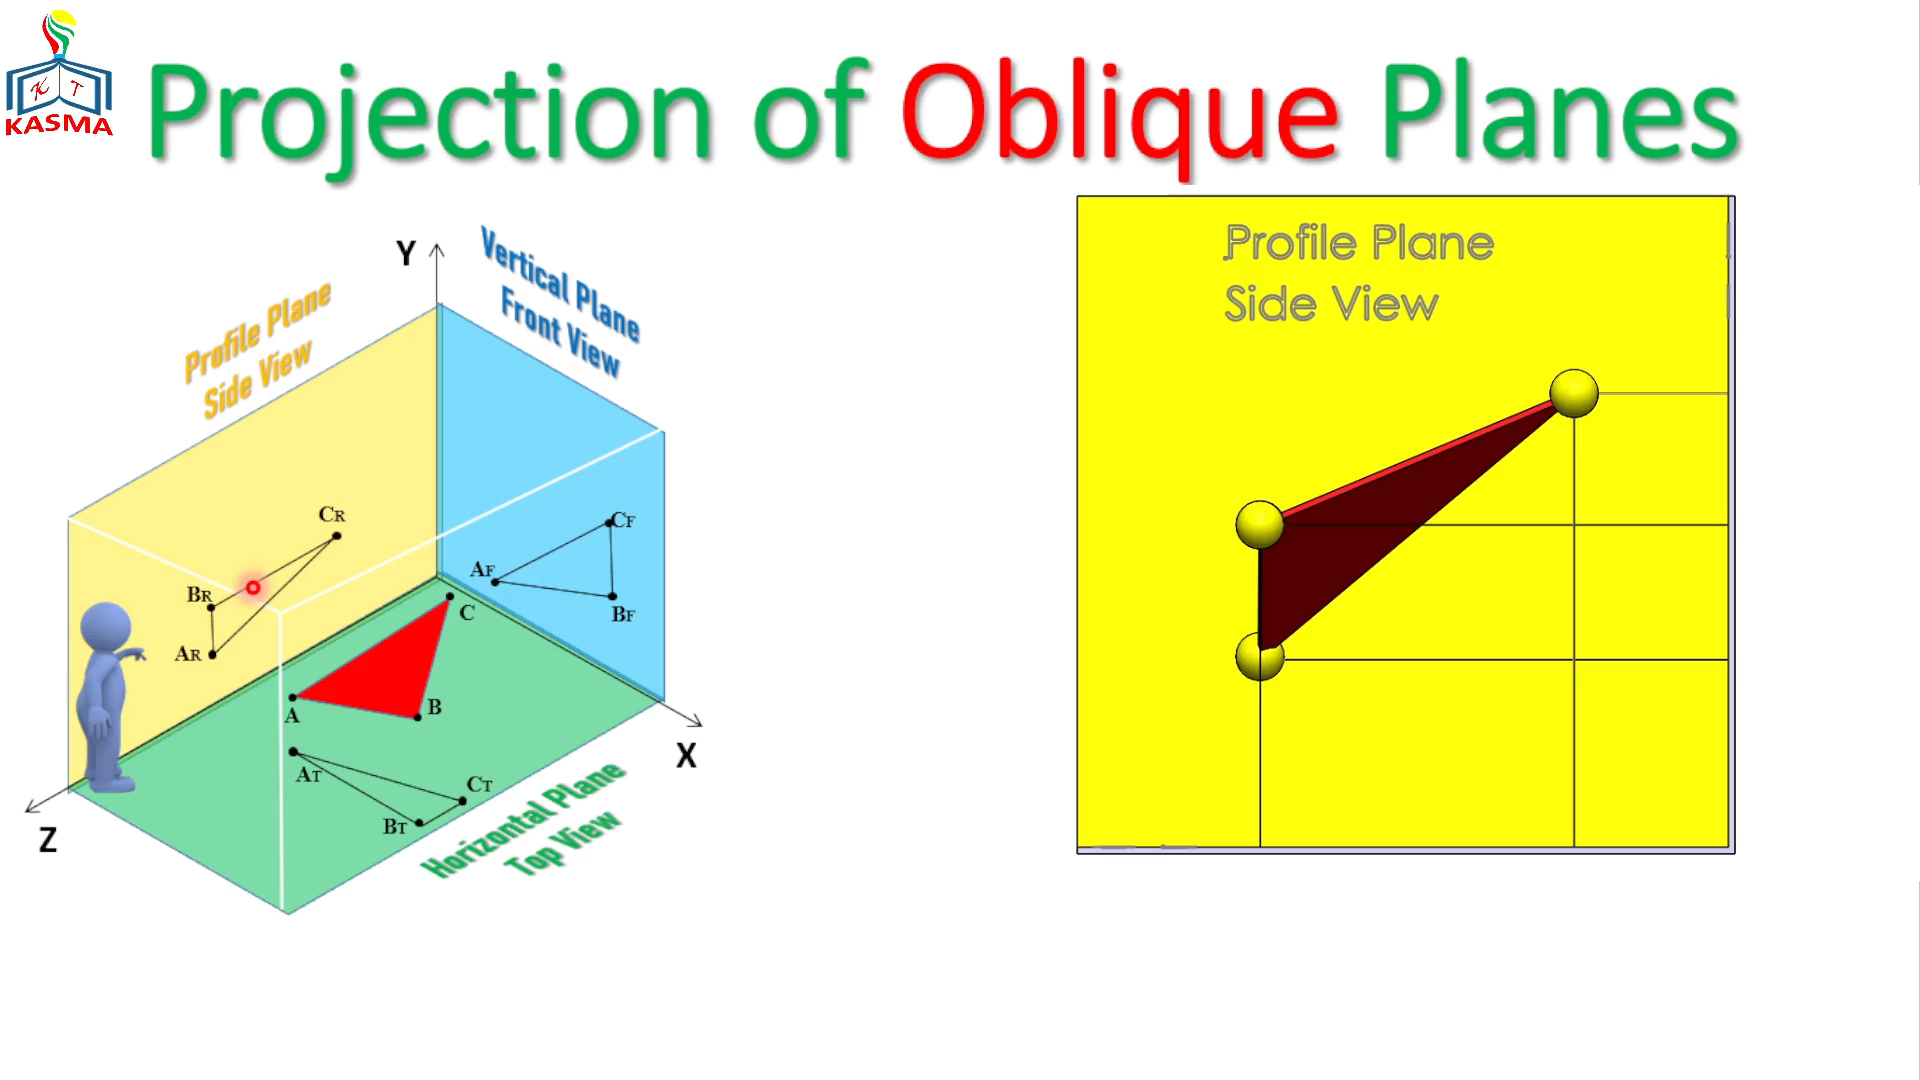 K T
KASMA
Projection of Oblique Planes
Y
Vertical Plane
Front View
Profile Plane
Side View
CR
BR
AR
CF
AF
BF
C
A
B
AT
CT
BT
X
Z
Horizontal Plane
Top View
Profile Plane
Side View